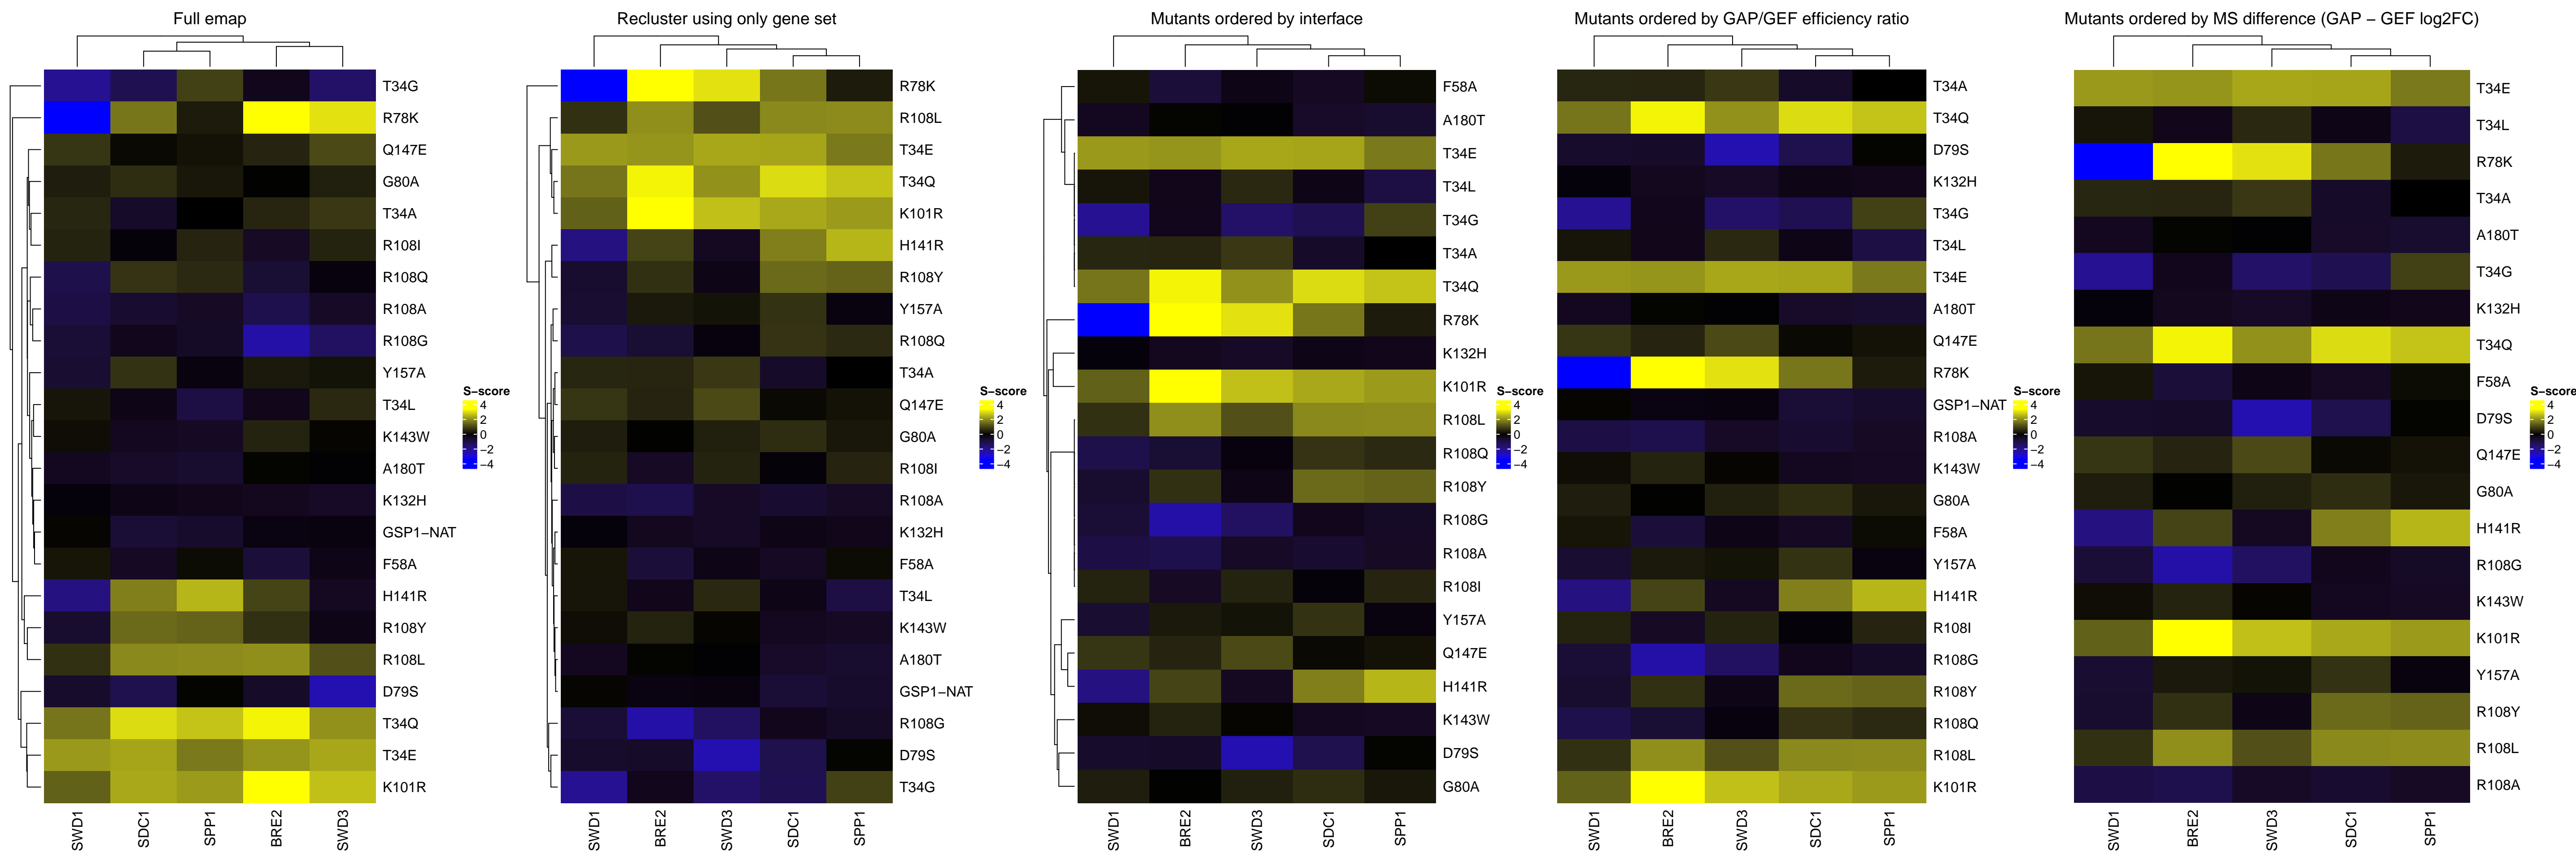 Full emap
T34G
R78K
Q147E
G80A
T34A
R108I
R108Q
R108A
R108G
Y157A
T34L
K143W
A180T
K132H
GSP1−NAT
F58A
H141R
R108Y
R108L
D79S
T34Q
T34E
K101R
SWD1
SDC1
SPP1
BRE2
SWD3
S−score
4
2
0
−2
−4
Recluster using only gene set
R78K
R108L
T34E
T34Q
K101R
H141R
R108Y
Y157A
R108Q
T34A
Q147E
G80A
R108I
R108A
K132H
F58A
T34L
K143W
A180T
GSP1−NAT
R108G
D79S
T34G
SWD1
BRE2
SWD3
SDC1
SPP1
S−score
4
2
0
−2
−4
Mutants ordered by interface
F58A
A180T
T34E
T34L
T34G
T34A
T34Q
R78K
K132H
K101R
R108L
R108Q
R108Y
R108G
R108A
R108I
Y157A
Q147E
H141R
K143W
D79S
G80A
SWD1
BRE2
SWD3
SDC1
SPP1
S−score
4
2
0
−2
−4
Mutants ordered by GAP/GEF efficiency ratio
T34A
T34Q
D79S
K132H
T34G
T34L
T34E
A180T
Q147E
R78K
GSP1−NAT
R108A
K143W
G80A
F58A
Y157A
H141R
R108I
R108G
R108Y
R108Q
R108L
K101R
SWD1
BRE2
SWD3
SDC1
SPP1
S−score
4
2
0
−2
−4
Mutants ordered by MS difference (GAP − GEF log2FC)
T34E
T34L
R78K
T34A
A180T
T34G
K132H
T34Q
F58A
D79S
Q147E
G80A
H141R
R108G
K143W
K101R
Y157A
R108Y
R108L
R108A
SWD1
BRE2
SWD3
SDC1
SPP1
S−score
4
2
0
−2
−4